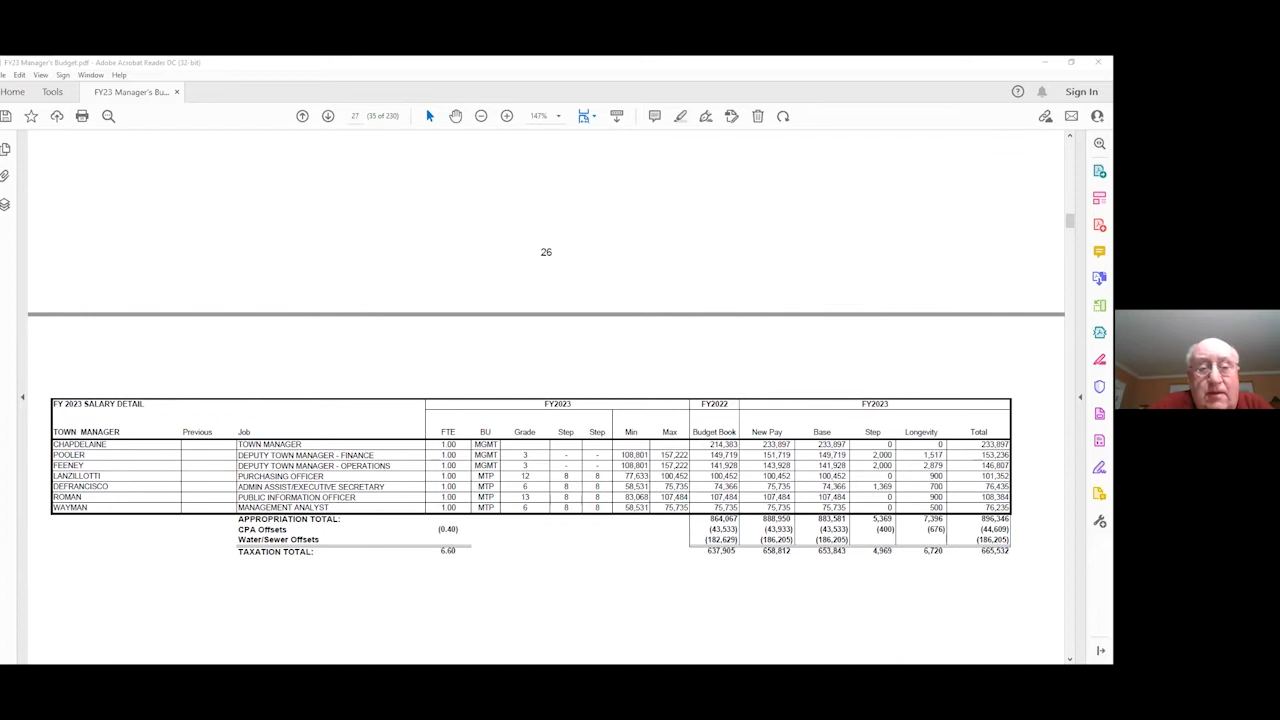 FY23 Manager's Budget.pdf - Adobe Acrobat Reader DC (32-bit)
le Edit View Sign Window Help
Home Tools FY23 Manager's Bu... × Sign In
27 (35 of 230) 147%
26
FY 2023 SALARY DETAIL FY2023 FY2022 FY2023
TOWN MANAGER Previous Job FTE BU Grade Step Step Min Max Budget Book New Pay Base Step Longevity Total
CHAPDELAINE TOWN MANAGER 1.00 MGMT 214,383 233,897 233,897 0 0 233,897
POOLER DEPUTY TOWN MANAGER - FINANCE 1.00 MGMT 3 - - 108,801 157,222 149,719 151,719 149,719 2,000 1,517 153,236
FEENEY DEPUTY TOWN MANAGER - OPERATIONS 1.00 MGMT 3 - - 108,801 157,222 141,928 143,928 141,928 2,000 2,879 146,807
LANZILLOTTI PURCHASING OFFICER 1.00 MTP 12 8 8 77,633 100,452 100,452 100,452 100,452 0 900 101,352
DEFRANCISCO ADMIN ASSIST/EXECUTIVE SECRETARY 1.00 MTP 6 8 8 58,531 75,735 74,366 75,735 74,366 1,369 700 76,435
ROMAN PUBLIC INFORMATION OFFICER 1.00 MTP 13 8 8 83,068 107,484 107,484 107,484 107,484 0 900 108,384
WAYMAN MANAGEMENT ANALYST 1.00 MTP 6 8 8 58,531 75,735 75,735 75,735 75,735 0 500 76,235
APPROPRIATION TOTAL: 864,067 888,950 883,581 5,369 7,396 896,346
CPA Offsets (0.40) (43,533) (43,933) (43,533) (400) (676) (44,609)
Water/Sewer Offsets (182,629) (186,205) (186,205) (186,205)
TAXATION TOTAL: 6.60 637,905 658,812 653,843 4,969 6,720 665,532